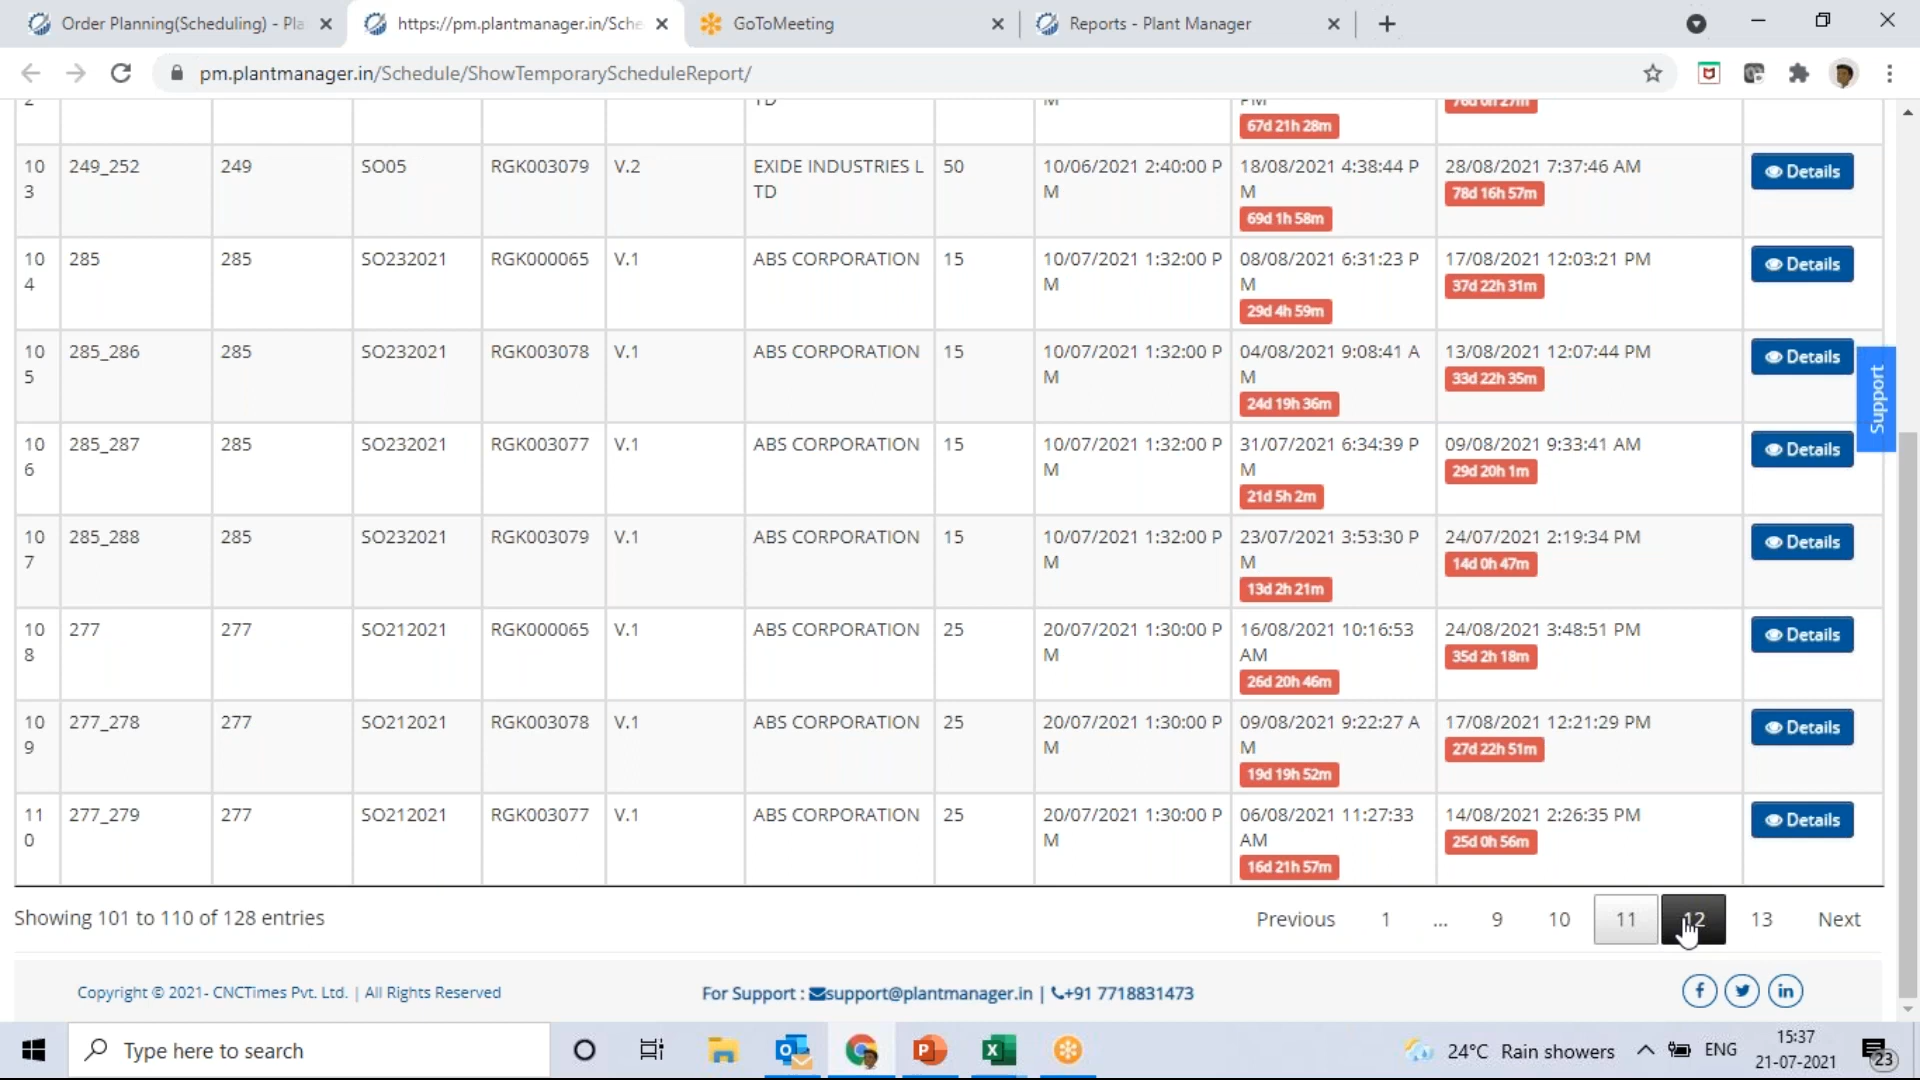 Order Planning(Scheduling) - Pla
https://pm.plantmanager.in/Sche
GoToMeeting
Reports - Plant Manager
pm.plantmanager.in/Schedule/ShowTemporaryScheduleReport/
2 TD M PM 76d 0h 27m
67d 21h 28m
103 249_252 249 SO05 RGK003079 V.2 EXIDE INDUSTRIES L 50 10/06/2021 2:40:00 P 18/08/2021 4:38:44 P 28/08/2021 7:37:46 AM Details
TD M M 78d 16h 57m
69d 1h 58m
104 285 285 SO232021 RGK000065 V.1 ABS CORPORATION 15 10/07/2021 1:32:00 P 08/08/2021 6:31:23 P 17/08/2021 12:03:21 PM Details
M M 37d 22h 31m
29d 4h 59m
105 285_286 285 SO232021 RGK003078 V.1 ABS CORPORATION 15 10/07/2021 1:32:00 P 04/08/2021 9:08:41 A 13/08/2021 12:07:44 PM Details
M M 33d 22h 35m
24d 19h 36m
Support
106 285_287 285 SO232021 RGK003077 V.1 ABS CORPORATION 15 10/07/2021 1:32:00 P 31/07/2021 6:34:39 P 09/08/2021 9:33:41 AM Details
M M 29d 20h 1m
21d 5h 2m
107 285_288 285 SO232021 RGK003079 V.1 ABS CORPORATION 15 10/07/2021 1:32:00 P 23/07/2021 3:53:30 P 24/07/2021 2:19:34 PM Details
M M 14d 0h 47m
13d 2h 21m
108 277 277 SO212021 RGK000065 V.1 ABS CORPORATION 25 20/07/2021 1:30:00 P 16/08/2021 10:16:53 24/08/2021 3:48:51 PM Details
M AM 35d 2h 18m
26d 20h 46m
109 277_278 277 SO212021 RGK003078 V.1 ABS CORPORATION 25 20/07/2021 1:30:00 P 09/08/2021 9:22:27 A 17/08/2021 12:21:29 PM Details
M M 27d 22h 51m
19d 19h 52m
110 277_279 277 SO212021 RGK003077 V.1 ABS CORPORATION 25 20/07/2021 1:30:00 P 06/08/2021 11:27:33 14/08/2021 2:26:35 PM Details
M AM 25d 0h 56m
16d 21h 57m
Showing 101 to 110 of 128 entries
Previous 1 ... 9 10 11 12 13 Next
Copyright © 2021- CNCTimes Pvt. Ltd. | All Rights Reserved
For Support : support@plantmanager.in | +91 7718831473
Type here to search
24°C Rain showers
ENG
15:37
21-07-2021
23